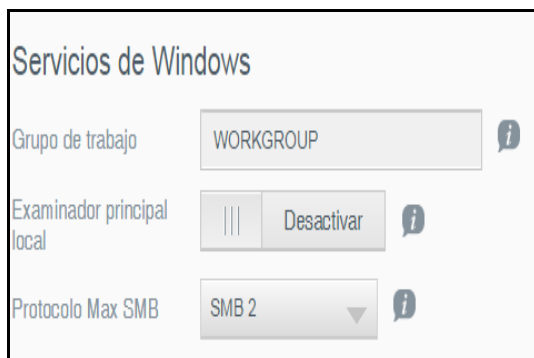 Servicios de Windows
Grupo de trabajo WORKGROUP
Examinador principal local Desactivar
Protocolo Max SMB SMB 2